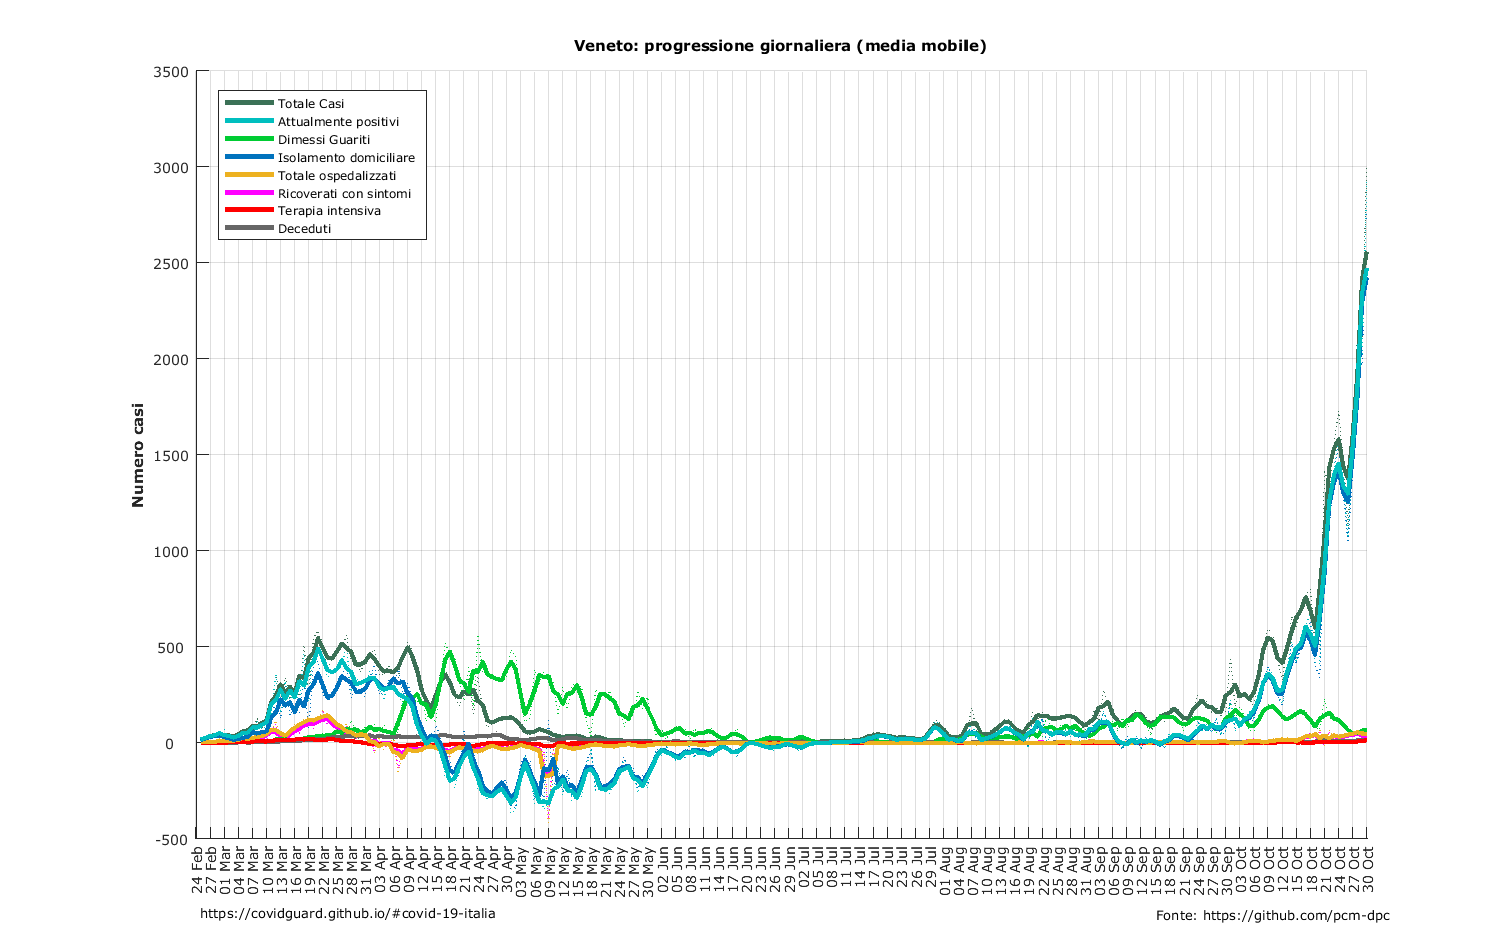 Veneto: progressione giornaliera (media mobile)
3500
3000
2500
2000
1500
1000
500
0
-500
Numero casi
Totale Casi
Attualmente positivi
Dimessi Guariti
Isolamento domiciliare
Totale ospedalizzati
Ricoverati con sintomi
Terapia intensiva
Deceduti
24 Feb
27 Feb
01 Mar
04 Mar
07 Mar
10 Mar
13 Mar
16 Mar
19 Mar
22 Mar
25 Mar
28 Mar
31 Mar
03 Apr
06 Apr
09 Apr
12 Apr
15 Apr
18 Apr
21 Apr
24 Apr
27 Apr
30 Apr
03 May
06 May
09 May
12 May
15 May
18 May
21 May
24 May
27 May
30 May
02 Jun
05 Jun
08 Jun
11 Jun
14 Jun
17 Jun
20 Jun
23 Jun
26 Jun
29 Jun
02 Jul
05 Jul
08 Jul
11 Jul
14 Jul
17 Jul
20 Jul
23 Jul
26 Jul
29 Jul
01 Aug
04 Aug
07 Aug
10 Aug
13 Aug
16 Aug
19 Aug
22 Aug
25 Aug
28 Aug
31 Aug
03 Sep
06 Sep
09 Sep
12 Sep
15 Sep
18 Sep
21 Sep
24 Sep
27 Sep
30 Sep
03 Oct
06 Oct
09 Oct
12 Oct
15 Oct
18 Oct
21 Oct
24 Oct
27 Oct
30 Oct
https://covidguard.github.io/#covid-19-italia
Fonte: https://github.com/pcm-dpc